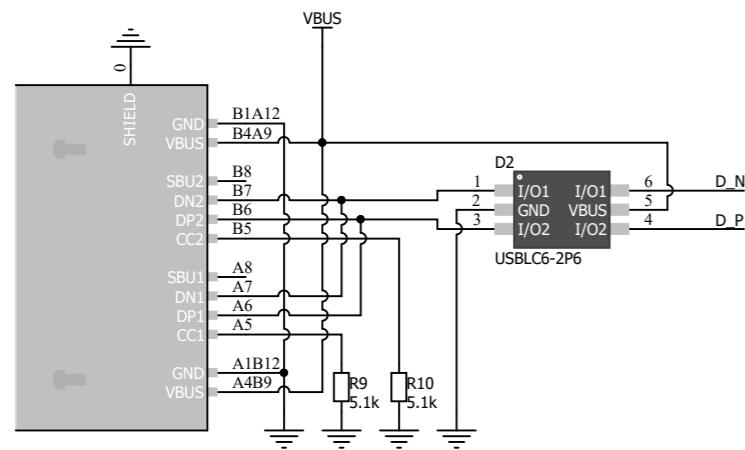 VBUS
0
SHIELD
GND B1A12
VBUS B4A9
SBU2 B8
DN2 B7
DP2 B6
CC2 B5
SBU1 A8
DN1 A7
DP1 A6
CC1 A5
GND A1B12
VBUS A4B9
R9
5.1k
R10
5.1k
D2
1 I/O1 I/O1 6 D_N
2 GND VBUS 5
3 I/O2 I/O2 4 D_P
USBLC6-2P6